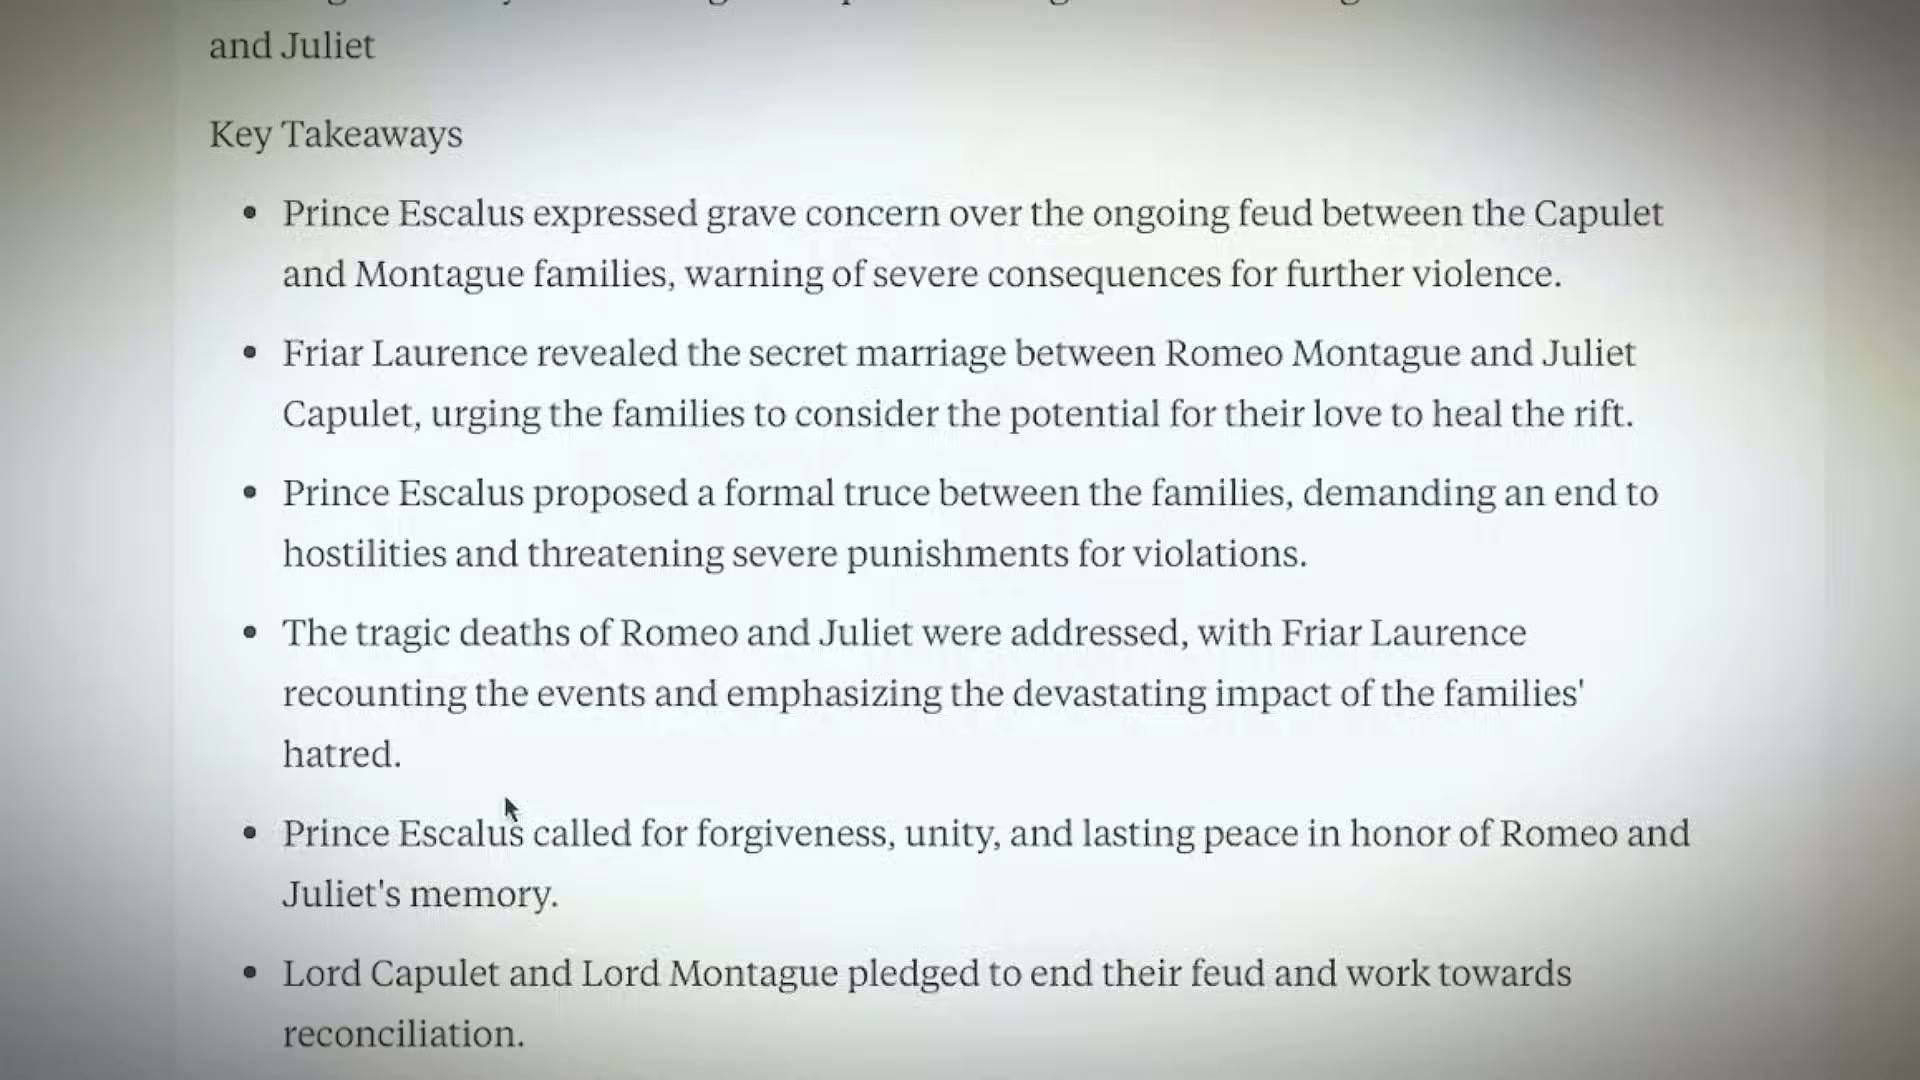 and Juliet
Key Takeaways
• Prince Escalus expressed grave concern over the ongoing feud between the Capulet
and Montague families, warning of severe consequences for further violence.
• Friar Laurence revealed the secret marriage between Romeo Montague and Juliet
Capulet, urging the families to consider the potential for their love to heal the rift.
• Prince Escalus proposed a formal truce between the families, demanding an end to
hostilities and threatening severe punishments for violations.
• The tragic deaths of Romeo and Juliet were addressed, with Friar Laurence
recounting the events and emphasizing the devastating impact of the families'
hatred.
• Prince Escalus called for forgiveness, unity, and lasting peace in honor of Romeo and
Juliet's memory.
• Lord Capulet and Lord Montague pledged to end their feud and work towards
reconciliation.